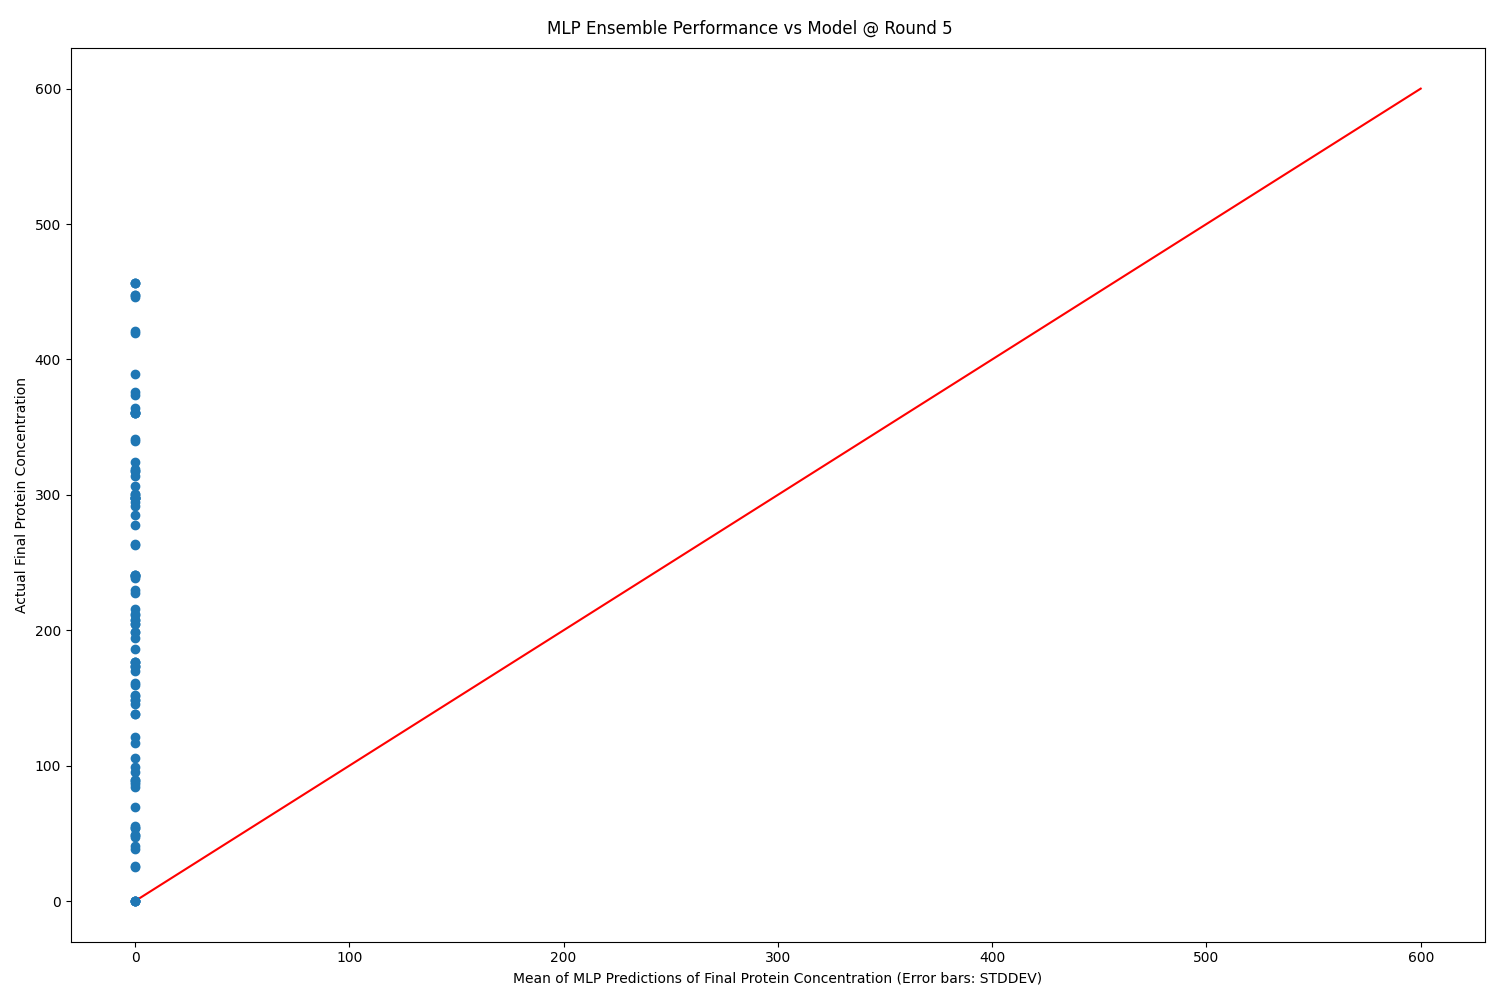 MLP Ensemble Performance vs Model @ Round 5
600
500
400
300
200
100
0
Actual Final Protein Concentration
0 100 200 300 400 500 600
Mean of MLP Predictions of Final Protein Concentration (Error bars: STDDEV)